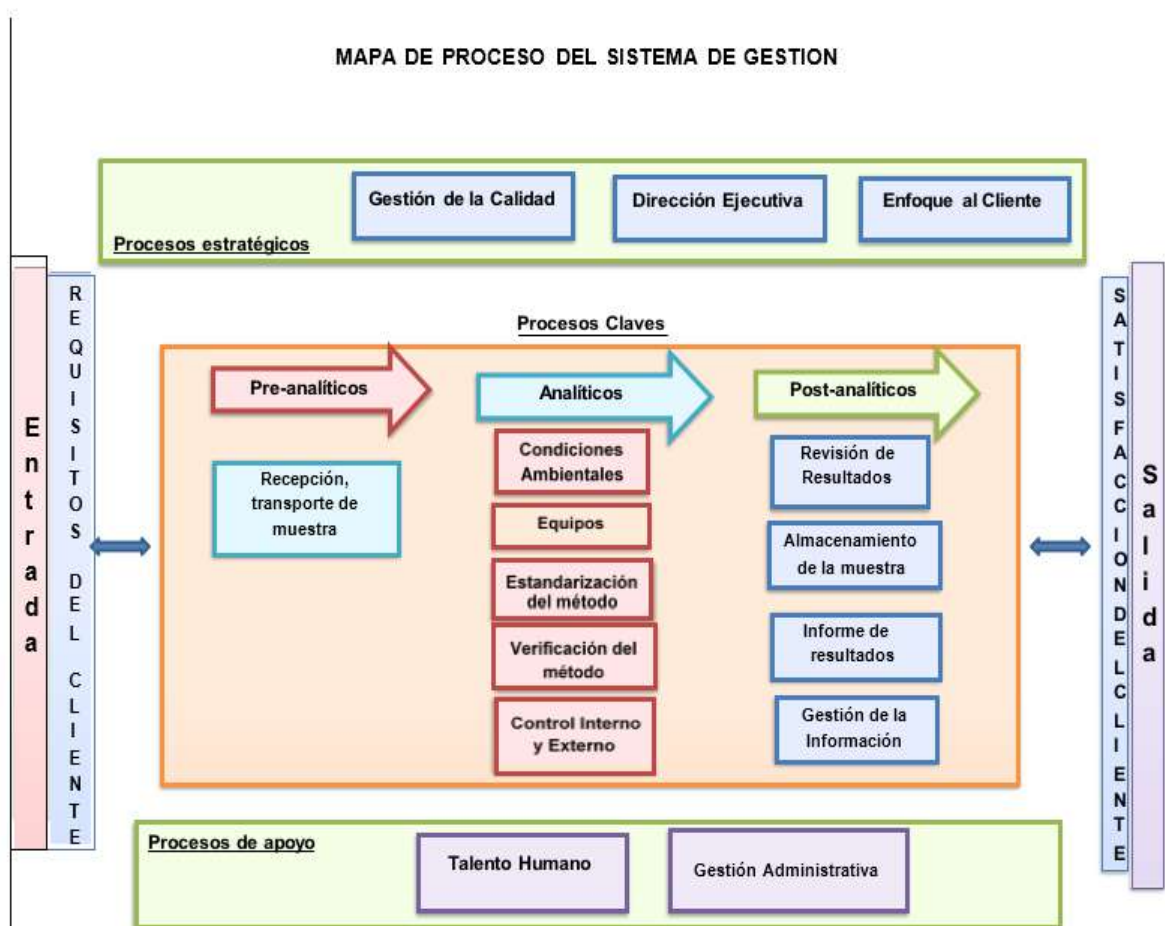 MAPA DE PROCESO DEL SISTEMA DE GESTION
Gestión de la Calidad
Dirección Ejecutiva
Enfoque al Cliente
Procesos estratégicos
Entrada
REQUISITOS DEL CLIENTE
Procesos Claves
Pre-analíticos
Analíticos
Post-analíticos
Recepción,
transporte de
muestra
Condiciones
Ambientales
Equipos
Estandarización
del método
Verificación del
método
Control Interno
y Externo
Revisión de
Resultados
Almacenamiento
de la muestra
Informe de
resultados
Gestión de la
Información
SATISFACCIONDELCLIENTE
Salida
Procesos de apoyo
Talento Humano
Gestión Administrativa